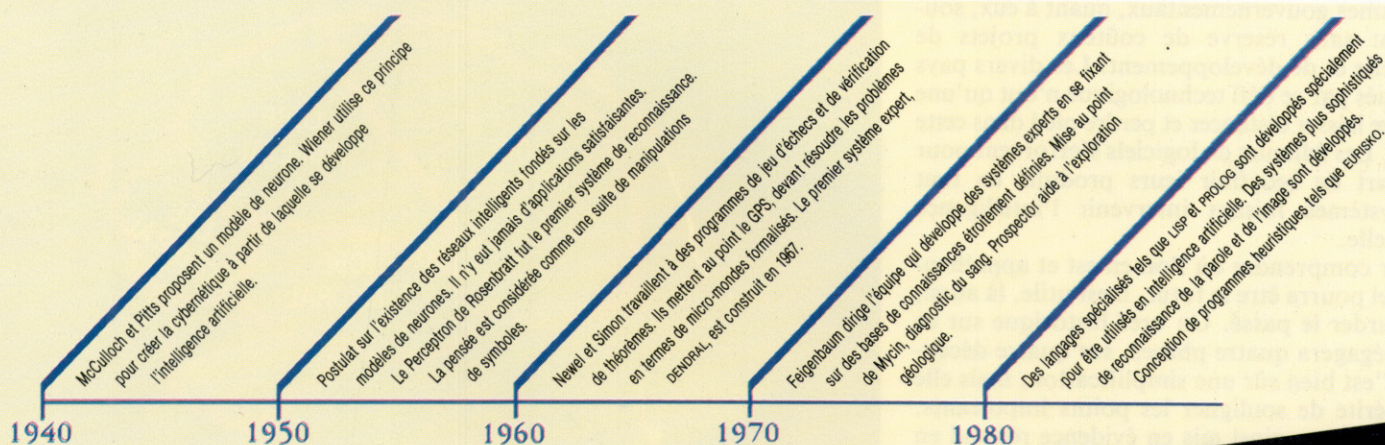 McCulloch et Pitts proposent un modèle de neurone. Wiener utilise ce principe
pour créer la cybernétique à partir de laquelle se développe
l'intelligence artificielle.
Postulat sur l'existence des réseaux intelligents fondés sur les
modèles de neurones. Il n'y eu jamais d'applications satisfaisantes.
Le Perceptron de Rosenbratt fut le premier système de reconnaissance.
La pensée est considérée comme une suite de manipulations
de symboles.
Newel et Simon travaillent à des programmes de jeu d'échecs et de vérification
de théorèmes. Ils mettent au point le GPS, devant résoudre les problèmes
en termes de micro-mondes formalisés. Le premier système expert,
DENDRAL, est construit en 1967.
Feigenbaum dirige l'équipe qui développe des systèmes experts en se fixant
sur des bases de connaissances étroitement définies. Mise au point
de Mycin, diagnostic du sang. Prospector aide à l'exploration
géologique.
Des langages spécialisés tels que LISP et PROLOG sont développés spécialement
pour être utilisés en intelligence artificielle. Des systèmes plus sophistiqués
de reconnaissance de la parole et de l'image sont développés.
Conception de programmes heuristiques tels que EURISKO.
1940 1950 1960 1970 1980